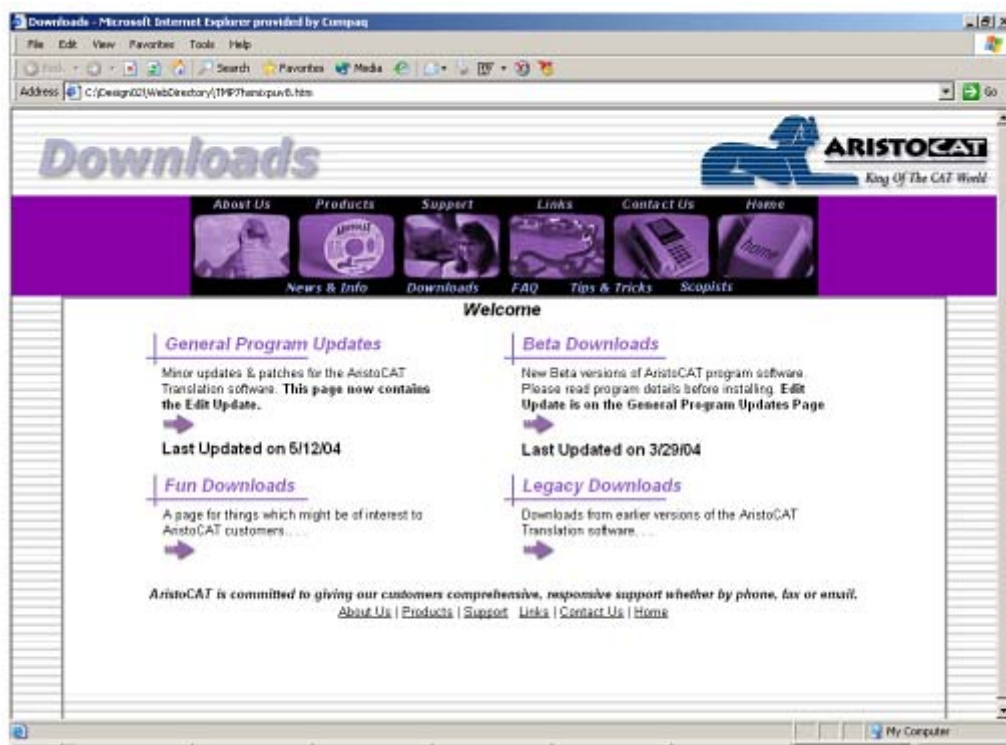 Downloads - Microsoft Internet Explorer provided by Compaq
File Edit View Favorites Tools Help
Search Favorites Media
Address C:\Design02\WebDirectory\ Go
Downloads
ARISTOCAT
King Of The CAT World
About Us Products Support Links Contact Us Home
ARISTOCAT
home
News & Info Downloads FAQ Tips & Tricks Scopists
Welcome
General Program Updates
Minor updates & patches for the AristoCAT
Translation software. This page now contains
the Edit Update.
Last Updated on 5/12/04
Beta Downloads
New Beta versions of AristoCAT program software.
Please read program details before installing. Edit
Update is on the General Program Updates Page
Last Updated on 3/29/04
Fun Downloads
A page for things which might be of interest to
AristoCAT customers. . . .
Legacy Downloads
Downloads from earlier versions of the AristoCAT
Translation software. . . .
AristoCAT is committed to giving our customers comprehensive, responsive support whether by phone, fax or email.
About Us | Products | Support Links | Contact Us | Home
My Computer